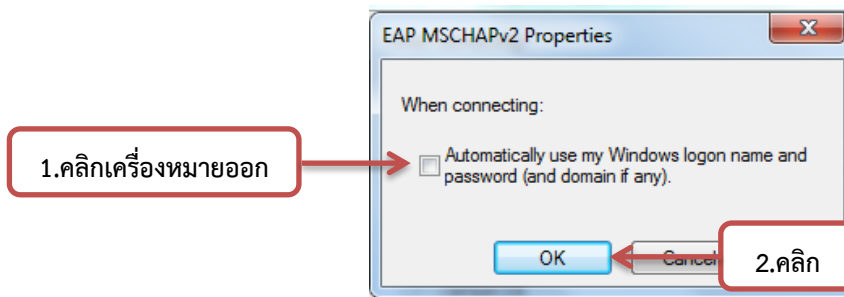 EAP MSCHAPv2 Properties
When connecting:
1.คลิกเครื่องหมายออก
Automatically use my Windows logon name and
password (and domain if any).
OK
Cancel
2.คลิก